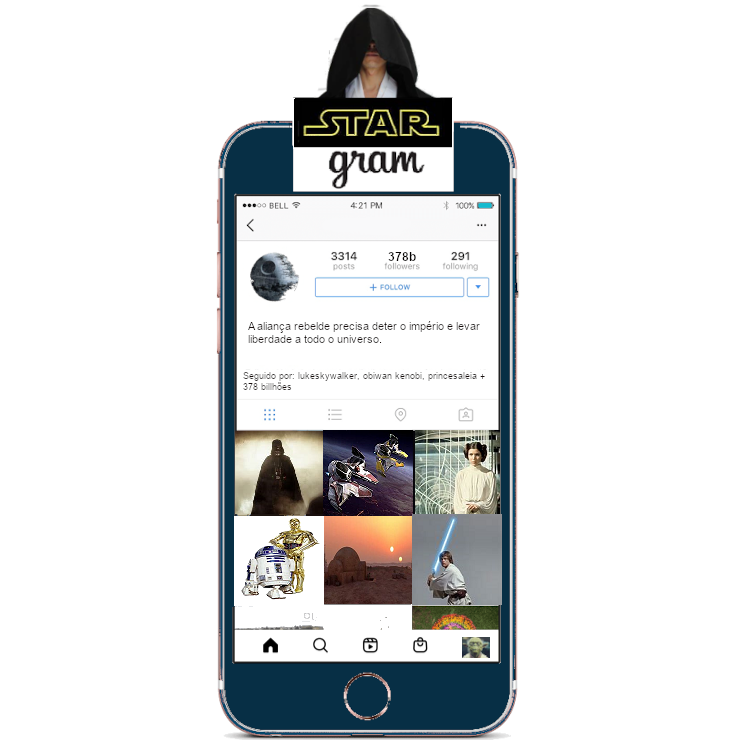 STAR
gram
BELL 4:21 PM 100%
3314 378b 291
posts followers following
+ FOLLOW
A aliança rebelde precisa deter o império e levar
liberdade a todo o universo.
Seguido por: lukeskywalker, obiwan kenobi, princesaleia +
378 billhões